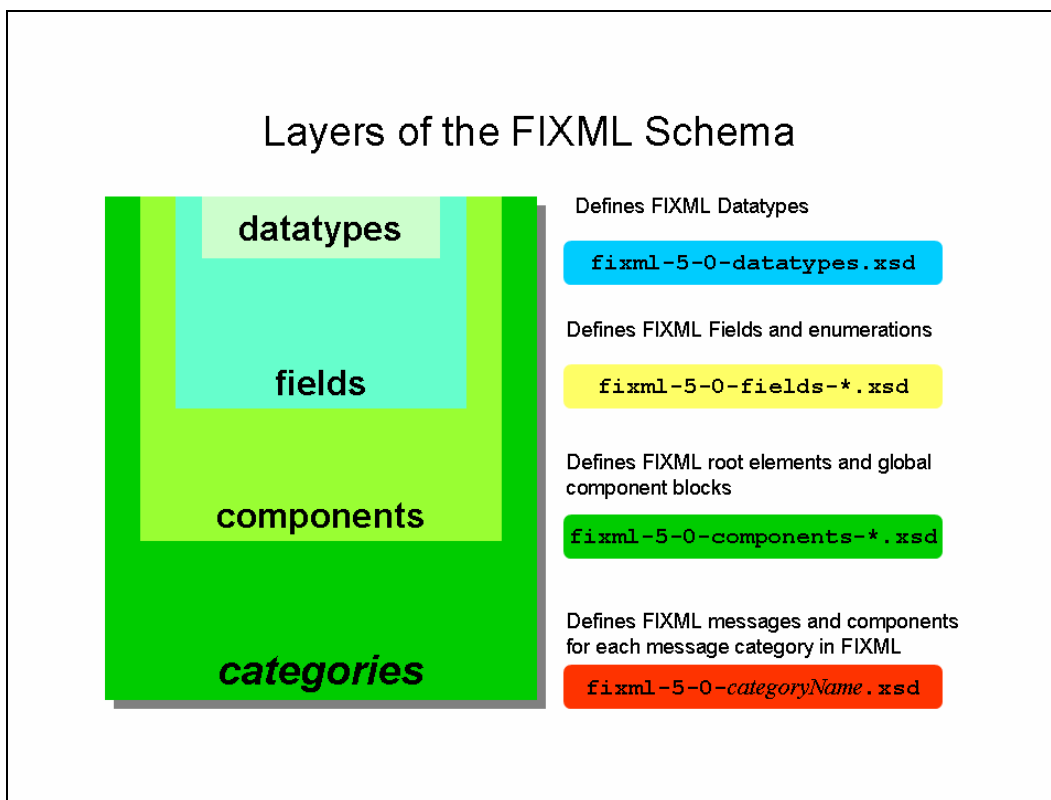 Layers of the FIXML Schema
datatypes
fields
components
categories
Defines FIXML Datatypes
fixml-5-0-datatypes.xsd
Defines FIXML Fields and enumerations
fixml-5-0-fields-*.xsd
Defines FIXML root elements and global
component blocks
fixml-5-0-components-*.xsd
Defines FIXML messages and components
for each message category in FIXML
fixml-5-0-categoryName.xsd